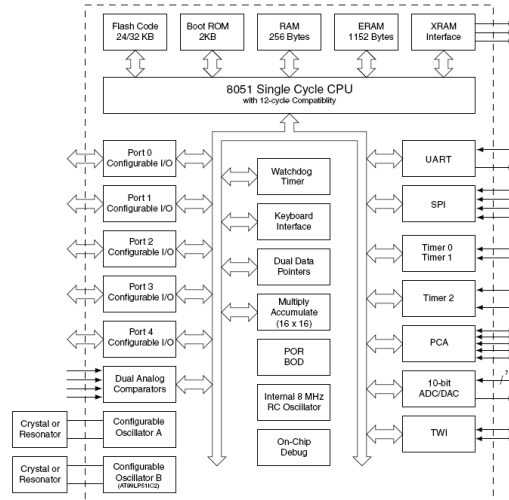 Flash Code
24/32 KB
Boot ROM
2KB
RAM
256 Bytes
ERAM
1152 Bytes
XRAM
Interface
8051 Single Cycle CPU
with 12-cycle Compatiblity
Port 0
Configurable I/O
Port 1
Configurable I/O
Port 2
Configurable I/O
Port 3
Configurable I/O
Port 4
Configurable I/O
Dual Analog
Comparators
Crystal or
Resonator
Configurable
Oscillator A
Crystal or
Resonator
Configurable
Oscillator B
(AT89LP51IC2)
Watchdog
Timer
Keyboard
Interface
Dual Data
Pointers
Multiply
Accumulate
(16 x 16)
POR
BOD
Internal 8 MHz
RC Oscillator
On-Chip
Debug
UART
SPI
Timer 0
Timer 1
Timer 2
PCA
10-bit
ADC/DAC
7
TWI